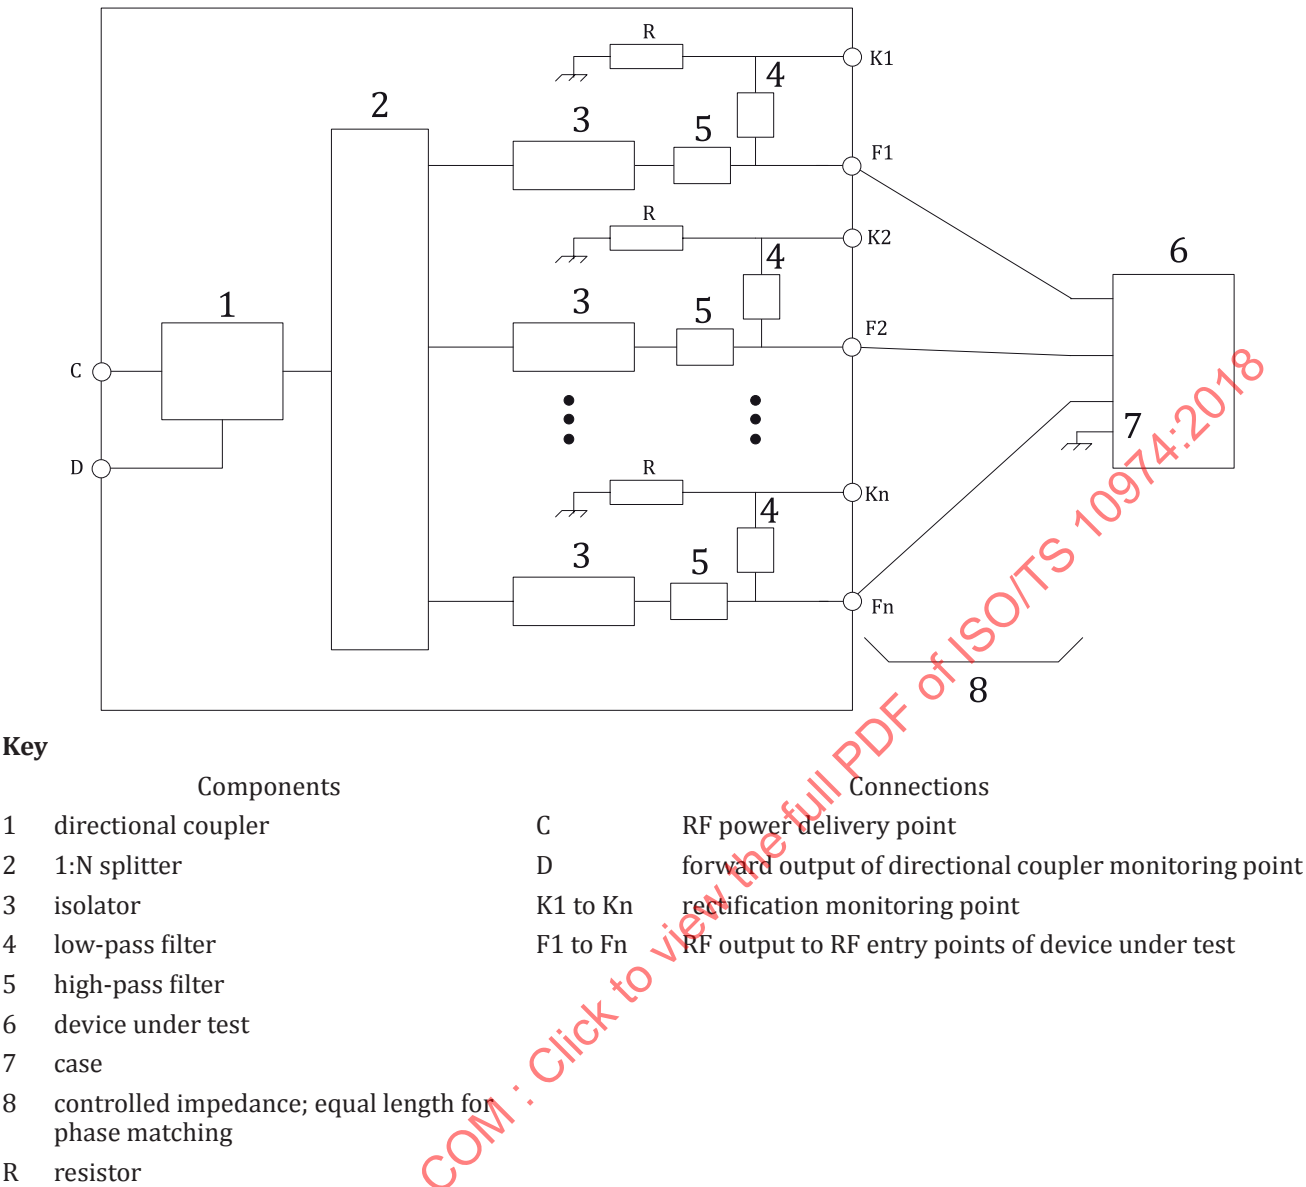 R
K1
4
2
3
5
F1
R
K2
4
6
3
5
F2
1
C
7
D
R
Kn
4
3
5
Fn
8
Key
Components Connections
1 directional coupler C RF power delivery point
2 1:N splitter D forward output of directional coupler monitoring point
3 isolator K1 to Kn rectification monitoring point
4 low-pass filter F1 to Fn RF output to RF entry points of device under test
5 high-pass filter
6 device under test
7 case
8 controlled impedance; equal length for
phase matching
R resistor
COM : Click to view the full PDF of ISO/TS 10974:2018